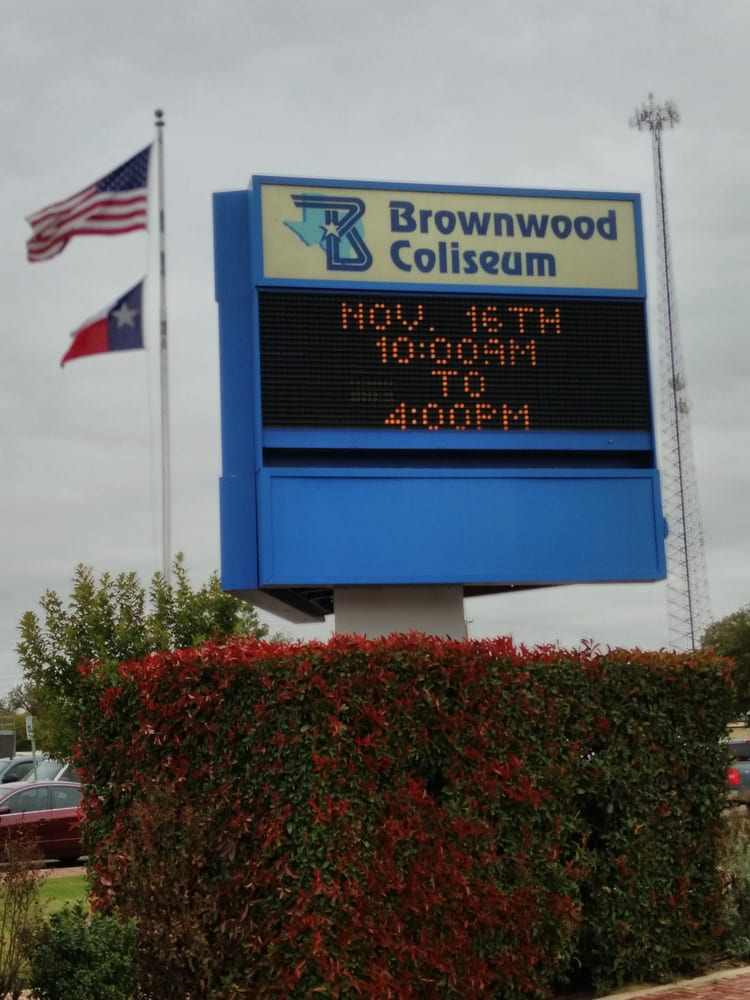 B
Brownwood
Coliseum
NOV. 16TH
10:00AM
TO
4:00PM